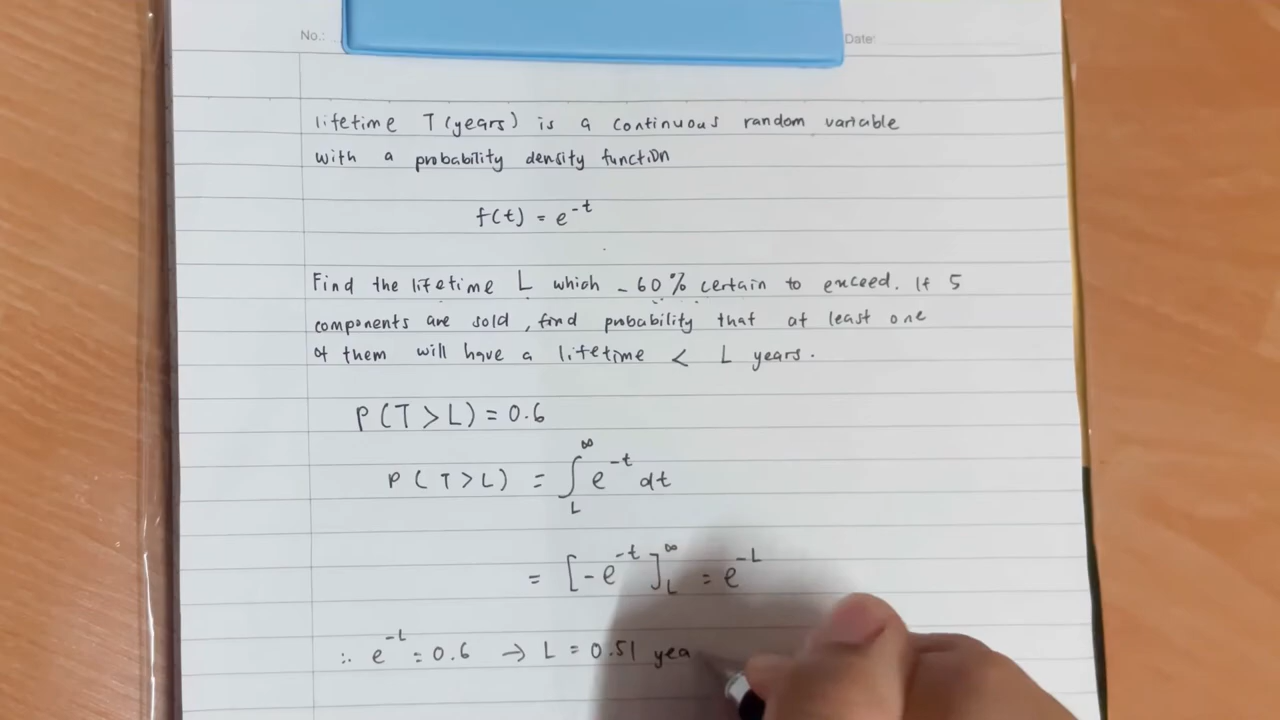 No.: Date:
lifetime T (years) is a continuous random variable
with a probability density function
f(t) = e^-t
Find the lifetime L which - 60% certain to exceed. If 5
components are sold, find probability that at least one
of them will have a lifetime < L years.
P(T > L) = 0.6
P(T > L) = ∫_L^∞ e^-t dt
= [-e^-t]_L^∞ = e^-L
∴ e^-L = 0.6 → L = 0.51 yea